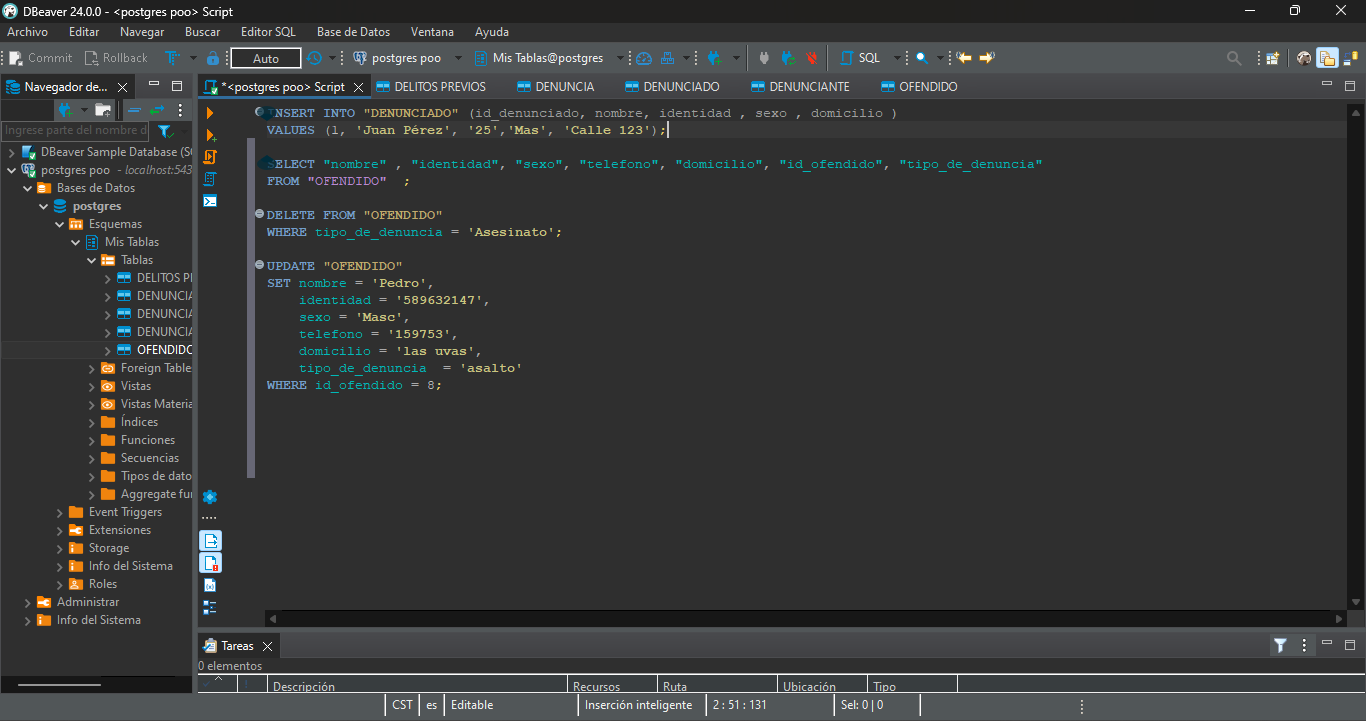 DBeaver 24.0.0 - <postgres poo> Script
Archivo Editar Navegar Buscar Editor SQL Base de Datos Ventana Ayuda
Commit Rollback Auto postgres poo Mis Tablas@postgres SQL
Navegador de... *<postgres poo> Script DELITOS PREVIOS DENUNCIA DENUNCIADO DENUNCIANTE OFENDIDO
Ingrese parte del nombre d
DBeaver Sample Database (S
postgres poo - localhost:543
Bases de Datos
postgres
Esquemas
Mis Tablas
Tablas
DELITOS P
DENUNCIA
DENUNCIA
DENUNCIA
OFENDIDO
Foreign Table
Vistas
Vistas Materia
Índices
Funciones
Secuencias
Tipos de dato
Aggregate fu
Event Triggers
Extensiones
Storage
Info del Sistema
Roles
Administrar
Info del Sistema
INSERT INTO "DENUNCIADO" (id_denunciado, nombre, identidad , sexo , domicilio )
VALUES (1, 'Juan Pérez', '25','Mas', 'Calle 123');
SELECT "nombre" , "identidad", "sexo", "telefono", "domicilio", "id_ofendido", "tipo_de_denuncia"
FROM "OFENDIDO" ;
DELETE FROM "OFENDIDO"
WHERE tipo_de_denuncia = 'Asesinato';
UPDATE "OFENDIDO"
SET nombre = 'Pedro',
identidad = '589632147',
sexo = 'Masc',
telefono = '159753',
domicilio = 'las uvas',
tipo_de_denuncia = 'asalto'
WHERE id_ofendido = 8;
Tareas
0 elementos
Descripción Recursos Ruta Ubicación Tipo
CST es Editable Inserción inteligente 2 : 51 : 131 Sel: 0 | 0